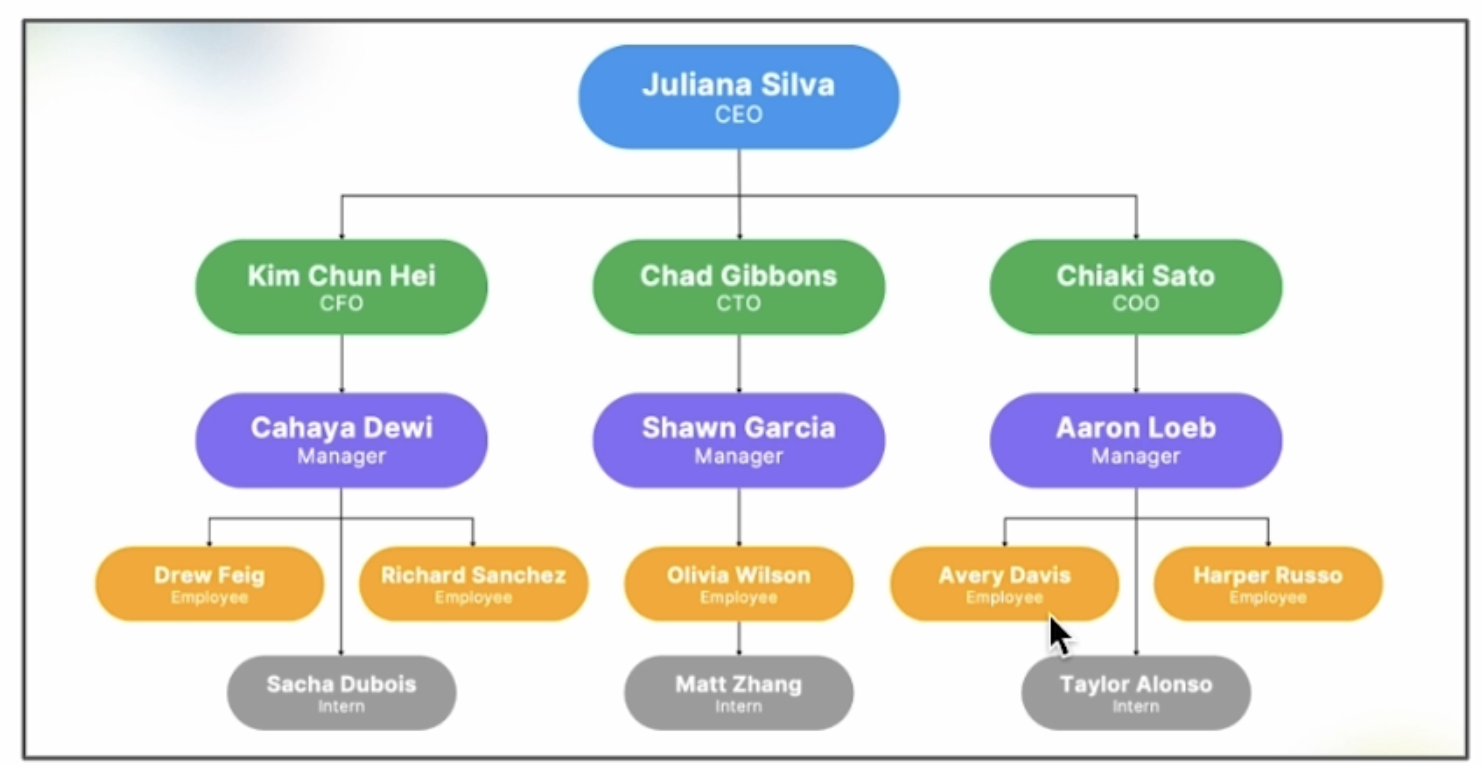 Juliana Silva
CEO
Kim Chun Hei
CFO
Chad Gibbons
CTO
Chiaki Sato
COO
Cahaya Dewi
Manager
Shawn Garcia
Manager
Aaron Loeb
Manager
Drew Feig
Employee
Richard Sanchez
Employee
Olivia Wilson
Employee
Avery Davis
Employee
Harper Russo
Employee
Sacha Dubois
Intern
Matt Zhang
Intern
Taylor Alonso
Intern